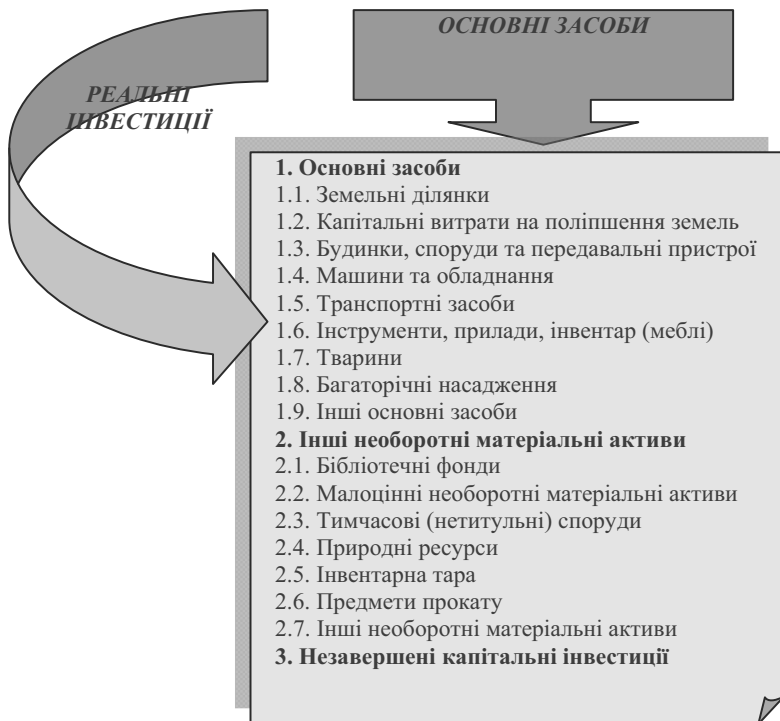 ОСНОВНІ ЗАСОБИ
РЕАЛЬНІ
ІНВЕСТИЦІЇ
1. Основні засоби
1.1. Земельні ділянки
1.2. Капітальні витрати на поліпшення земель
1.3. Будинки, споруди та передавальні пристрої
1.4. Машини та обладнання
1.5. Транспортні засоби
1.6. Інструменти, прилади, інвентар (меблі)
1.7. Тварини
1.8. Багаторічні насадження
1.9. Інші основні засоби
2. Інші необоротні матеріальні активи
2.1. Бібліотечні фонди
2.2. Малоцінні необоротні матеріальні активи
2.3. Тимчасові (нетитульні) споруди
2.4. Природні ресурси
2.5. Інвентарна тара
2.6. Предмети прокату
2.7. Інші необоротні матеріальні активи
3. Незавершені капітальні інвестиції